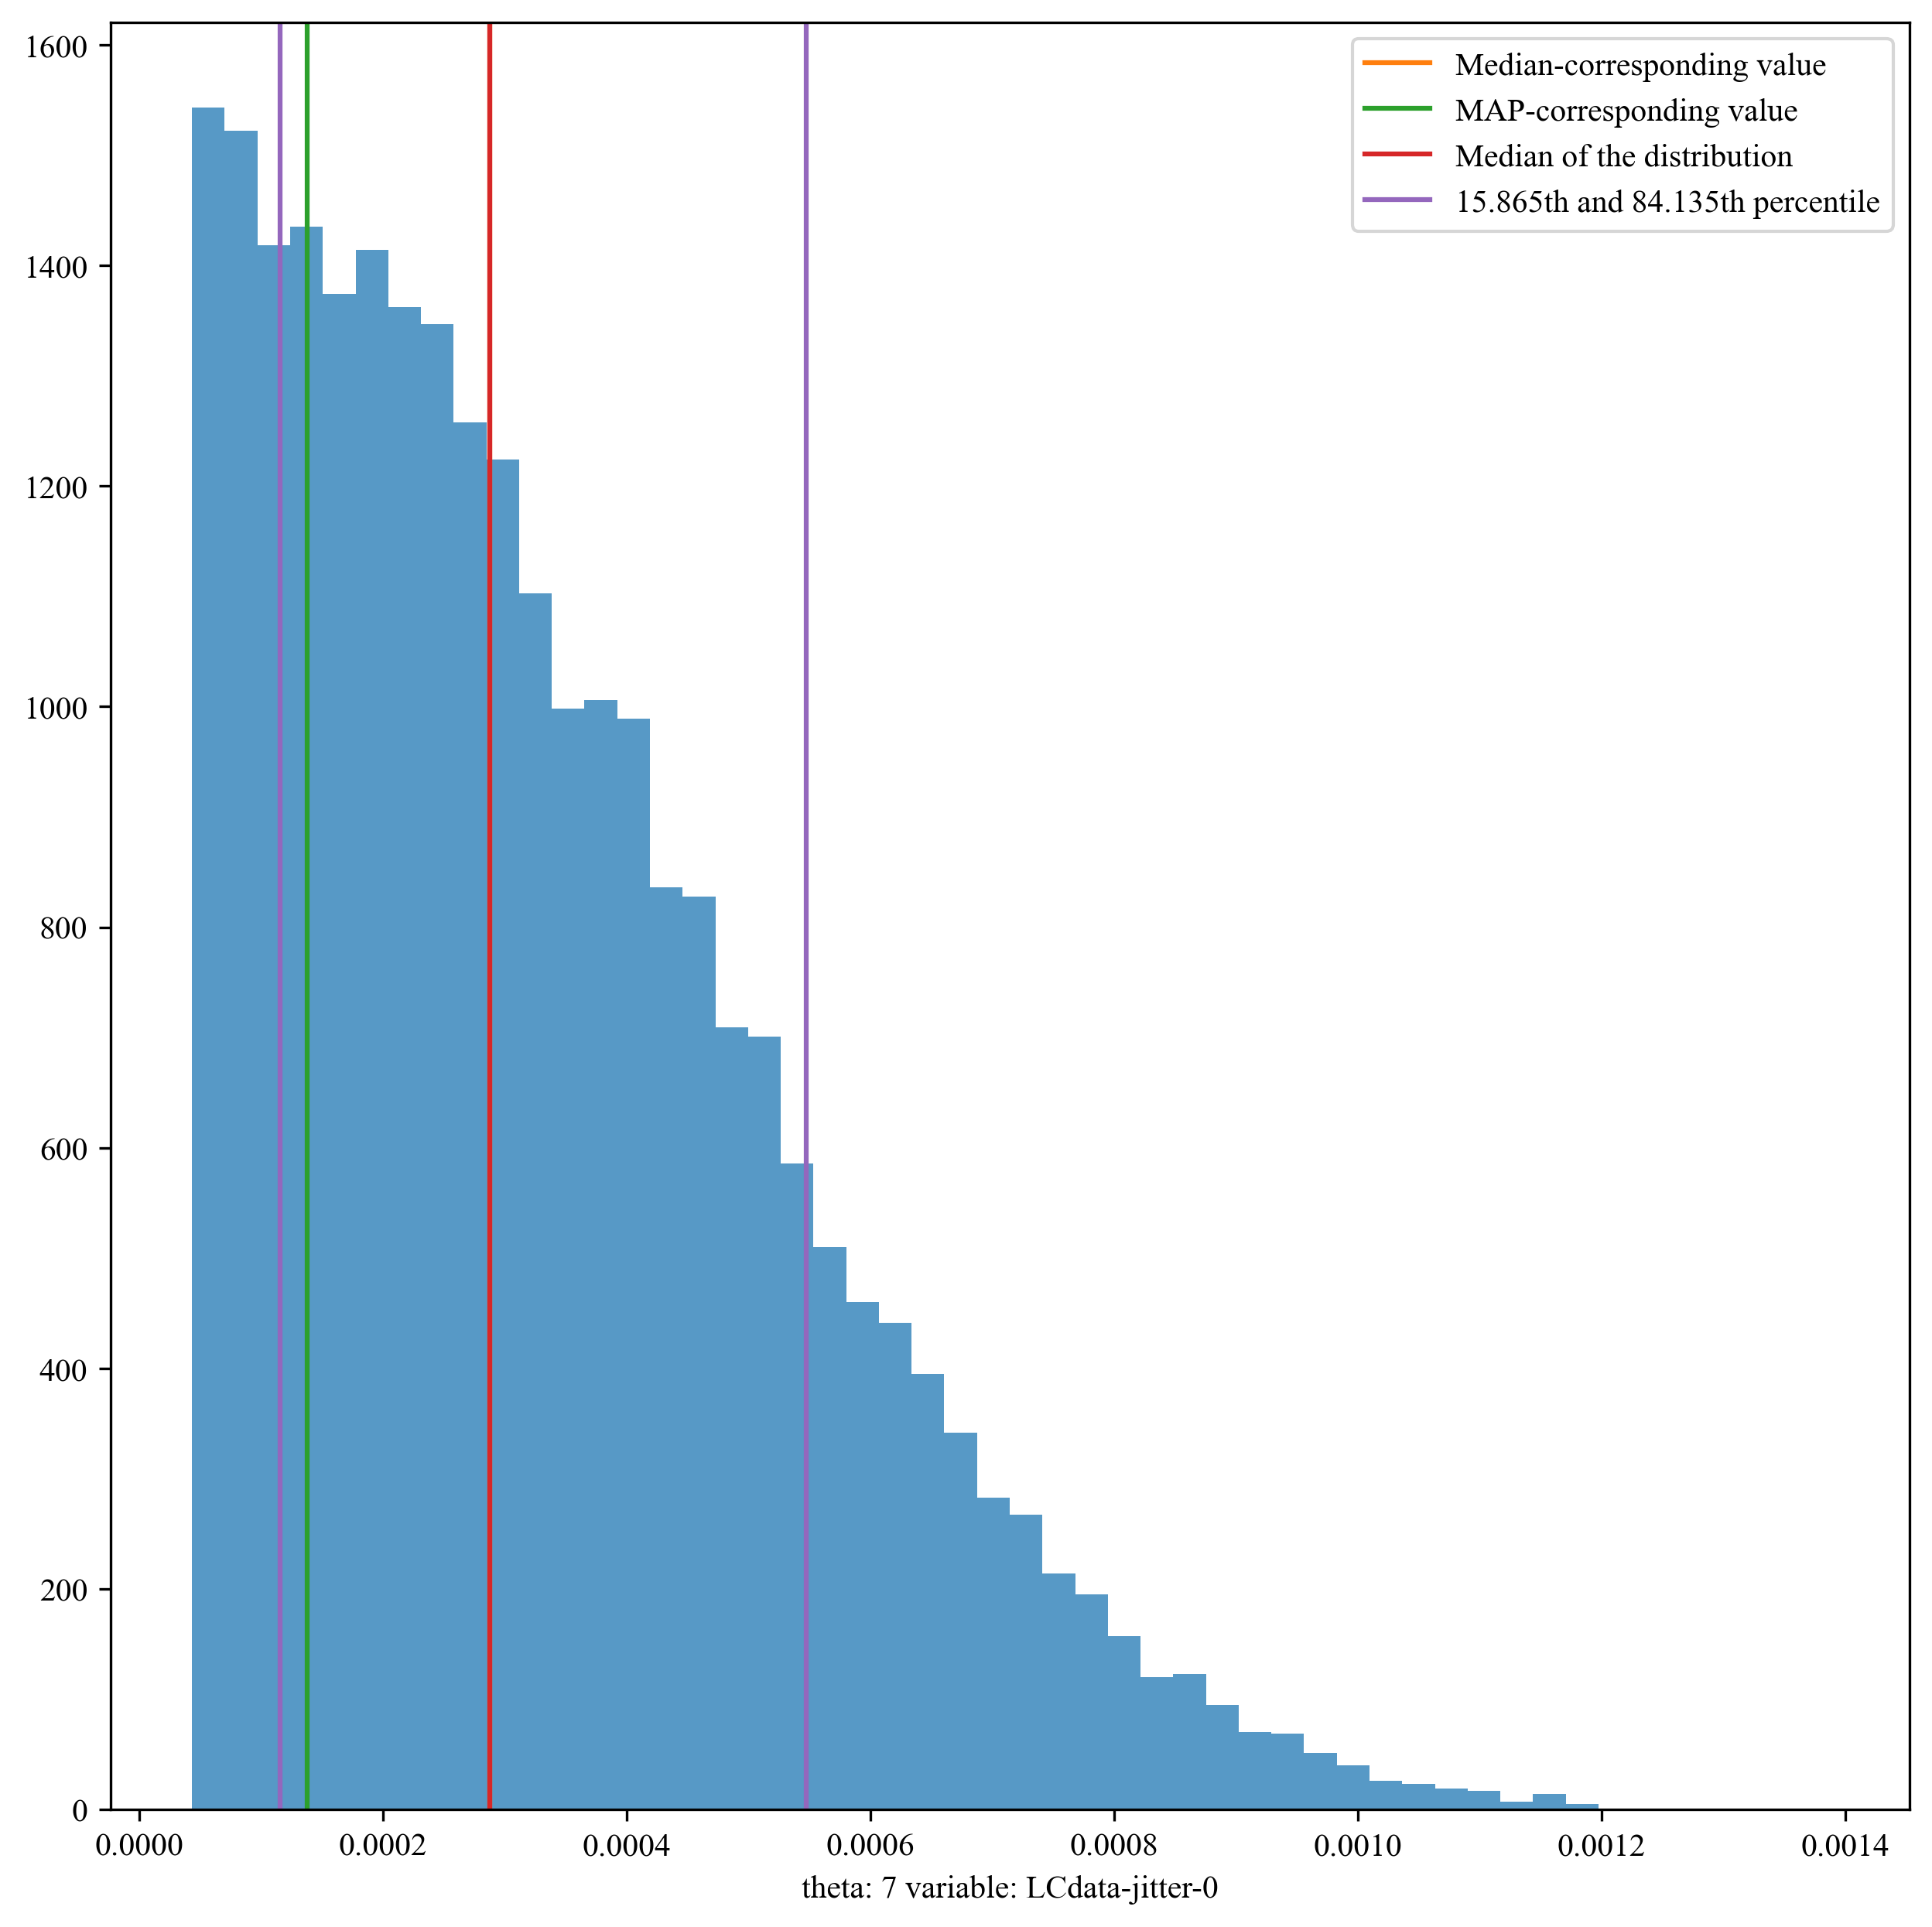 1600
1400
1200
1000
800
600
400
200
0
Median-corresponding value
MAP-corresponding value
Median of the distribution
15.865th and 84.135th percentile
0.0000 0.0002 0.0004 0.0006 0.0008 0.0010 0.0012 0.0014
theta: 7 variable: LCdata-jitter-0